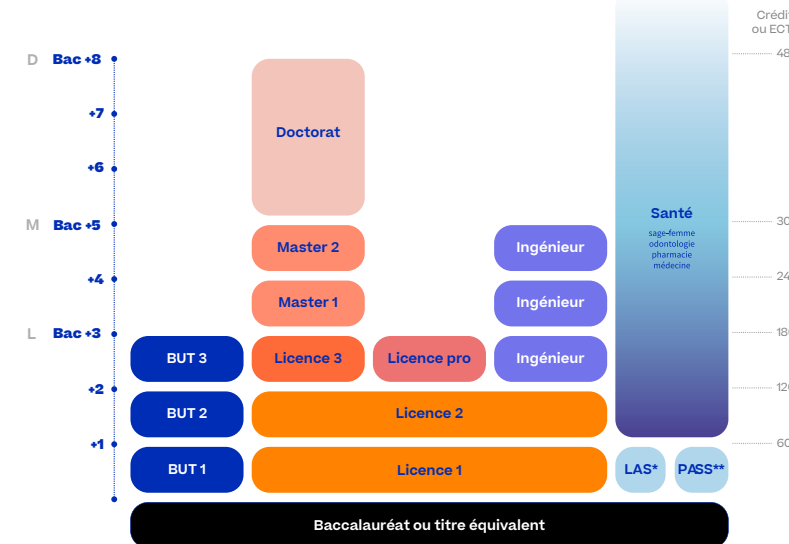 Crédi
ou ECT
D Bac +8 48
+7
Doctorat
+6
Santé
M Bac +5 30
sage-femme
odontologie
pharmacie
médecine
Master 2 Ingénieur
+4 24
Master 1 Ingénieur
L Bac +3 180
BUT 3 Licence 3 Licence pro Ingénieur
+2 120
BUT 2 Licence 2
+1 60
BUT 1 Licence 1 LAS* PASS**
Baccalauréat ou titre équivalent